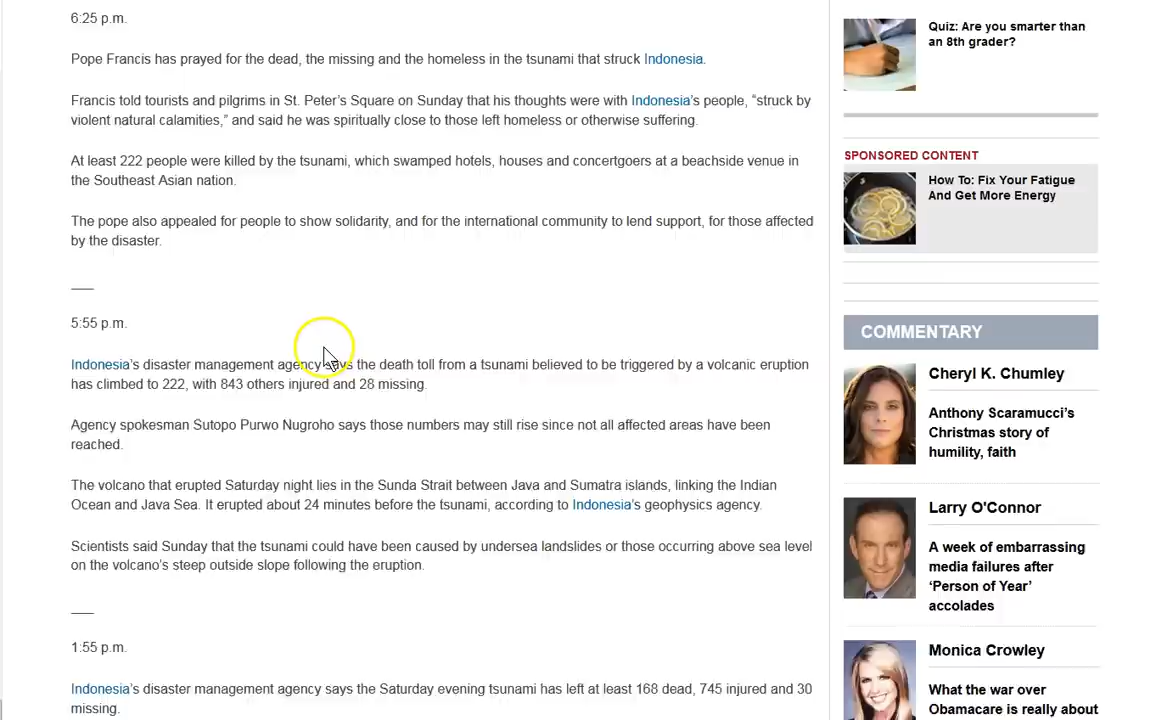 6:25 p.m.
Pope Francis has prayed for the dead, the missing and the homeless in the tsunami that struck Indonesia.
Francis told tourists and pilgrims in St. Peter’s Square on Sunday that his thoughts were with Indonesia’s people, “struck by
violent natural calamities,” and said he was spiritually close to those left homeless or otherwise suffering.
At least 222 people were killed by the tsunami, which swamped hotels, houses and concertgoers at a beachside venue in
the Southeast Asian nation.
The pope also appealed for people to show solidarity, and for the international community to lend support, for those affected
by the disaster.
5:55 p.m.
Indonesia’s disaster management agency the death toll from a tsunami believed to be triggered by a volcanic eruption
has climbed to 222, with 843 others injured and 28 missing.
Agency spokesman Sutopo Purwo Nugroho says those numbers may still rise since not all affected areas have been
reached.
The volcano that erupted Saturday night lies in the Sunda Strait between Java and Sumatra islands, linking the Indian
Ocean and Java Sea. It erupted about 24 minutes before the tsunami, according to Indonesia’s geophysics agency.
Scientists said Sunday that the tsunami could have been caused by undersea landslides or those occurring above sea level
on the volcano’s steep outside slope following the eruption.
1:55 p.m.
Indonesia’s disaster management agency says the Saturday evening tsunami has left at least 168 dead, 745 injured and 30
missing.
Quiz: Are you smarter than
an 8th grader?
SPONSORED CONTENT
How To: Fix Your Fatigue
And Get More Energy
COMMENTARY
Cheryl K. Chumley
Anthony Scaramucci’s
Christmas story of
humility, faith
Larry O'Connor
A week of embarrassing
media failures after
‘Person of Year’
accolades
Monica Crowley
What the war over
Obamacare is really about